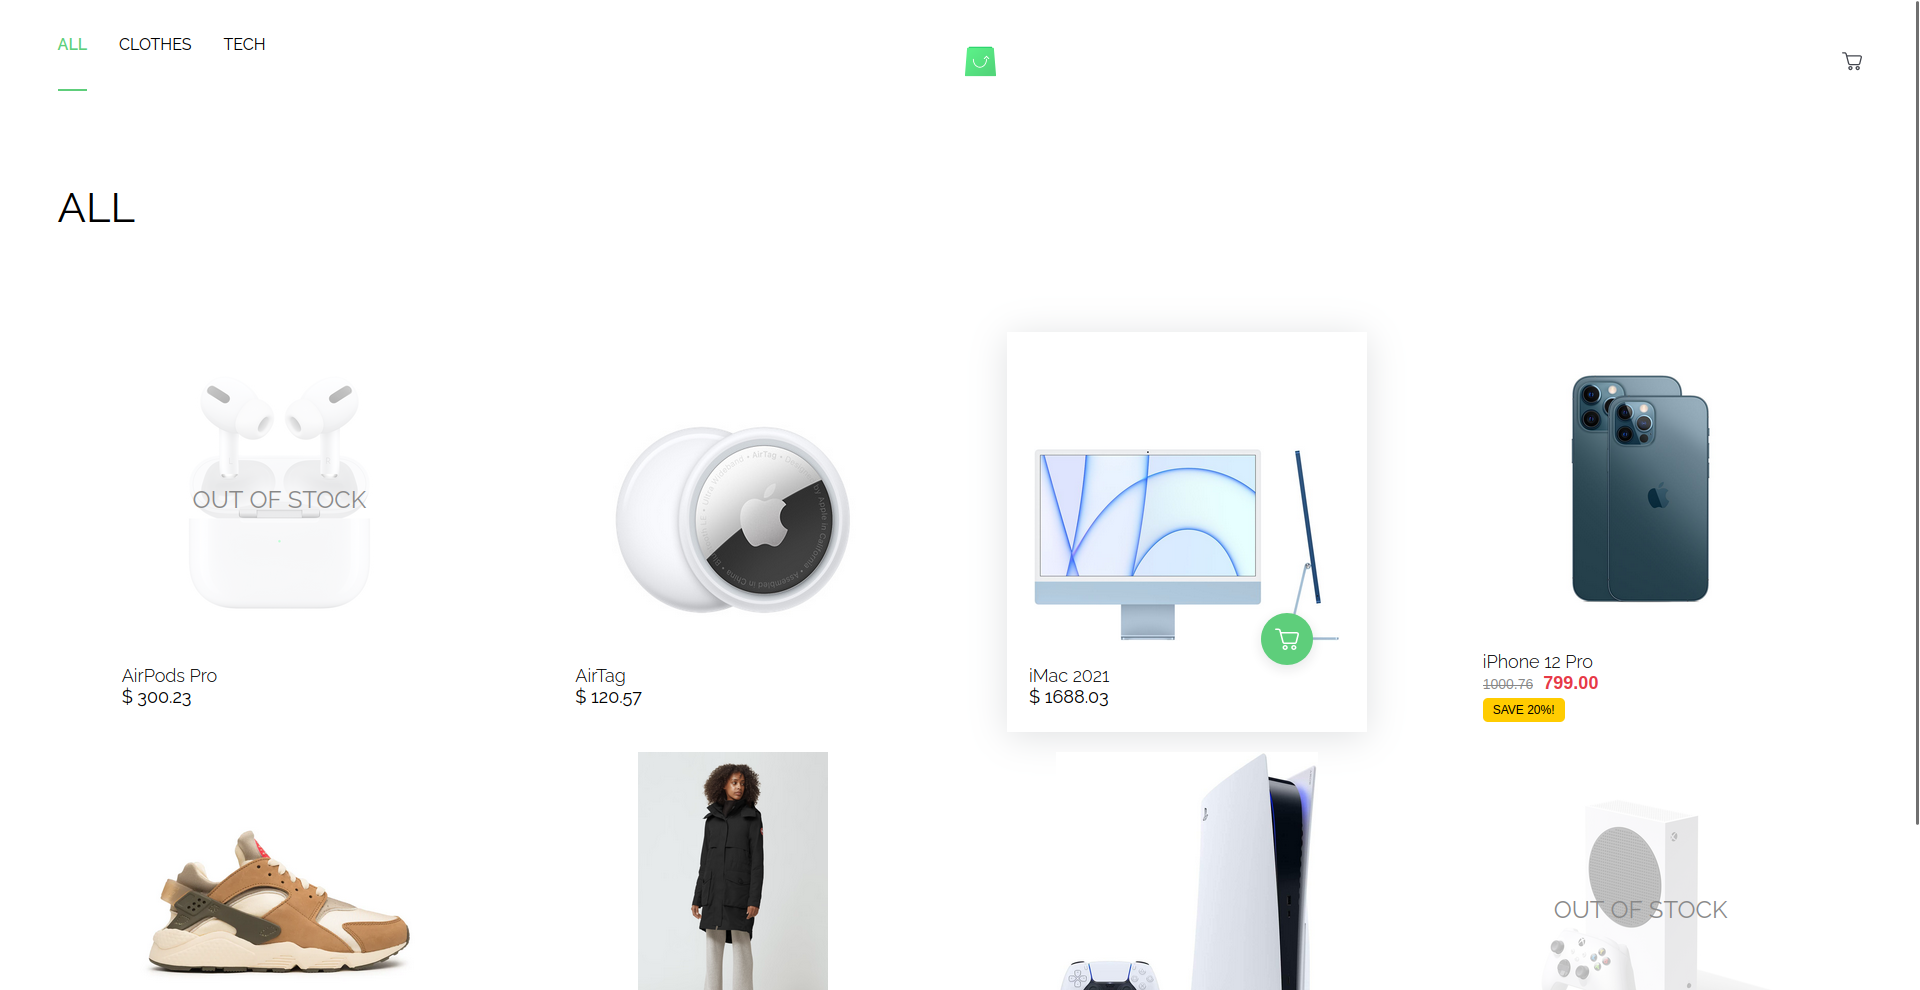 ALL
CLOTHES
TECH
ALL
OUT OF STOCK
AirPods Pro
$ 300.23
AirTag
$ 120.57
iMac 2021
$ 1688.03
iPhone 12 Pro
1000.76 799.00
SAVE 20%!
OUT OF STOCK